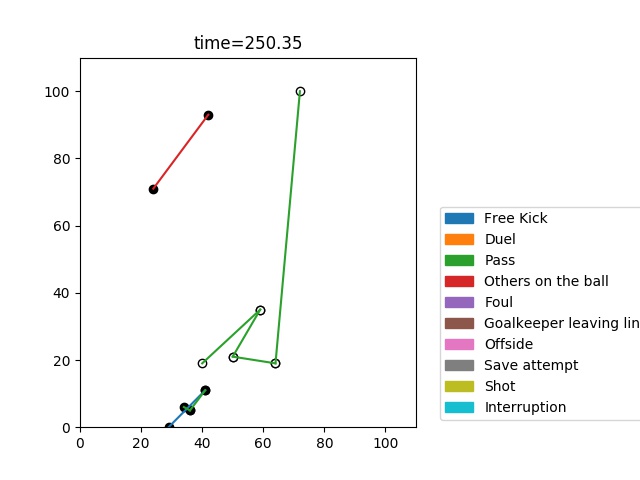 time=250.35
100
80
60
40
20
0
0 20 40 60 80 100
Free Kick
Duel
Pass
Others on the ball
Foul
Goalkeeper leaving lin
Offside
Save attempt
Shot
Interruption